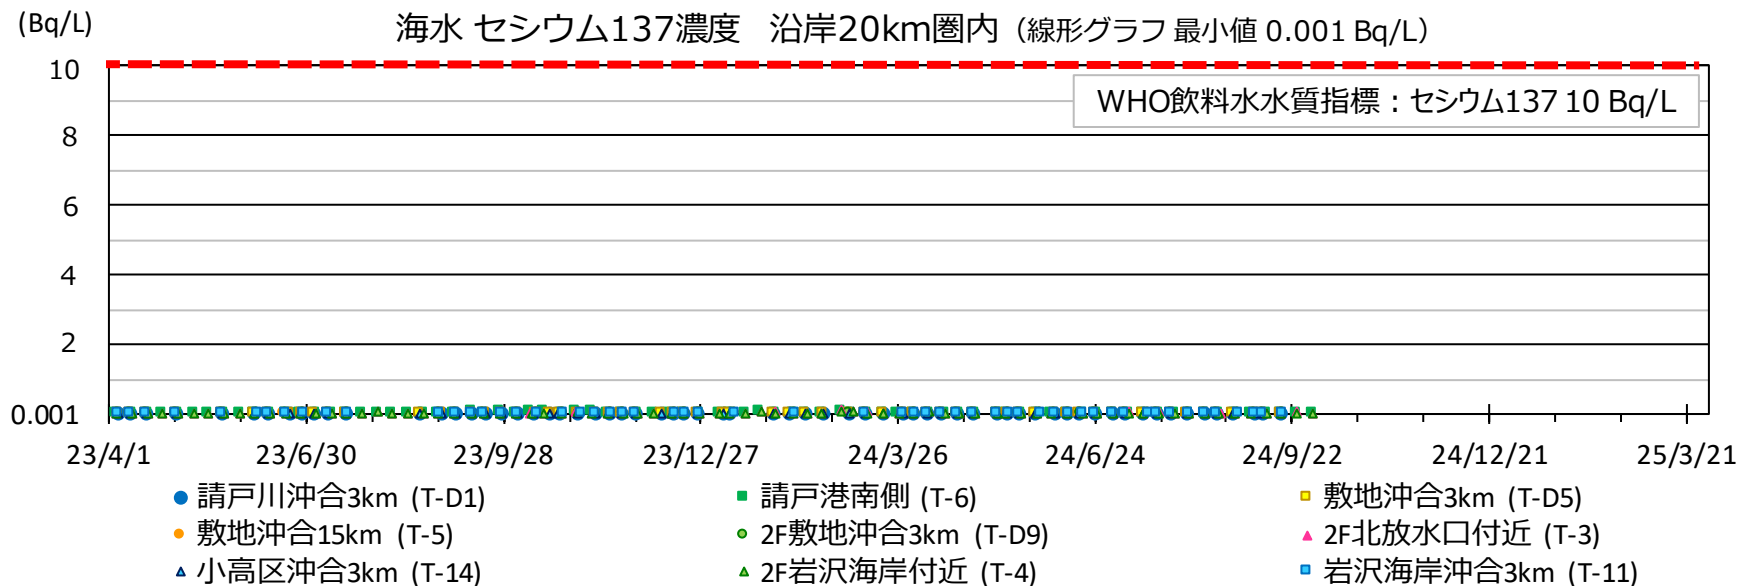 (Bq/L)
海水 セシウム137濃度 沿岸20km圏内（線形グラフ 最小値 0.001 Bq/L）
10
WHO飲料水水質指標：セシウム137 10 Bq/L
8
6
4
2
0.001
23/4/1 23/6/30 23/9/28 23/12/27 24/3/26 24/6/24 24/9/22 24/12/21 25/3/21
請戸川沖合3km (T-D1) 請戸港南側 (T-6) 敷地沖合3km (T-D5)
敷地沖合15km (T-5) 2F敷地沖合3km (T-D9) 2F北放水口付近 (T-3)
小高区沖合3km (T-14) 2F岩沢海岸付近 (T-4) 岩沢海岸沖合3km (T-11)